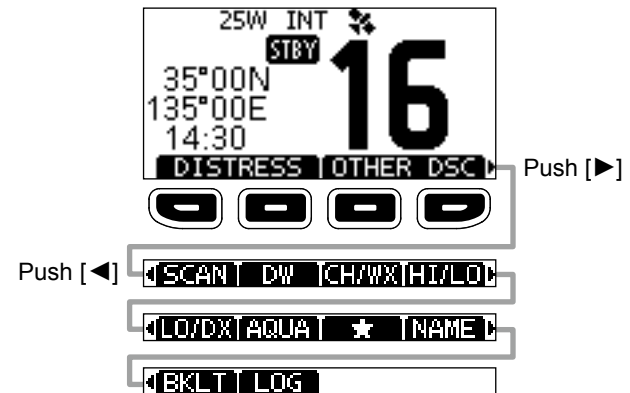 25W INT
STBY
16
35°00N
135°00E
14:30
DISTRESS OTHER DSC
Push [►]
Push [◄]
SCAN DW CH/WX HI/LO
LO/DX AQUA ★ NAME
BKLT LOG